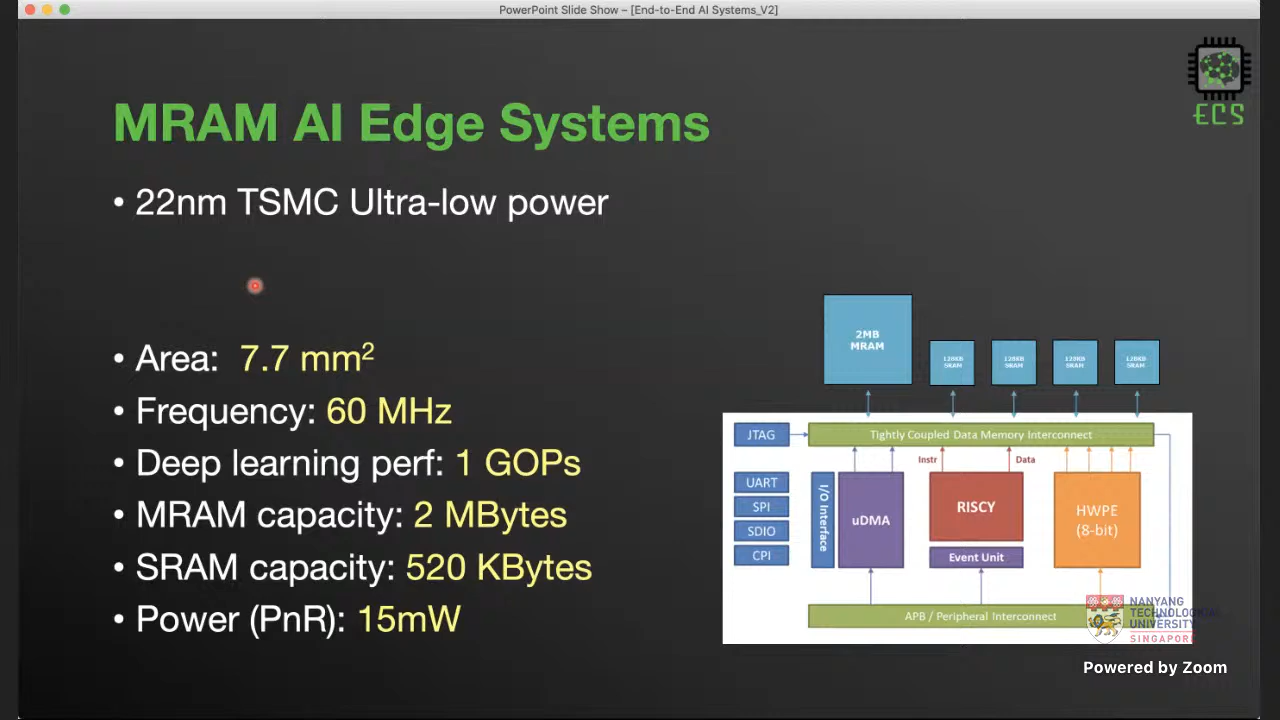 PowerPoint Slide Show – [End-to-End AI Systems_V2]
ECS
MRAM AI Edge Systems
• 22nm TSMC Ultra-low power
• Area: 7.7 mm²
• Frequency: 60 MHz
• Deep learning perf: 1 GOPs
• MRAM capacity: 2 MBytes
• SRAM capacity: 520 KBytes
• Power (PnR): 15mW
2MB
MRAM
128KB
SRAM
128KB
SRAM
128KB
SRAM
128KB
SRAM
JTAG
Tightly Coupled Data Memory Interconnect
Instr
Data
UART
SPI
SDIO
CPI
I/O Interface
uDMA
RISCY
Event Unit
HWPE
(8-bit)
APB / Peripheral Interconnect
NANYANG
TECHNOLOGICAL
UNIVERSITY
SINGAPORE
Powered by Zoom